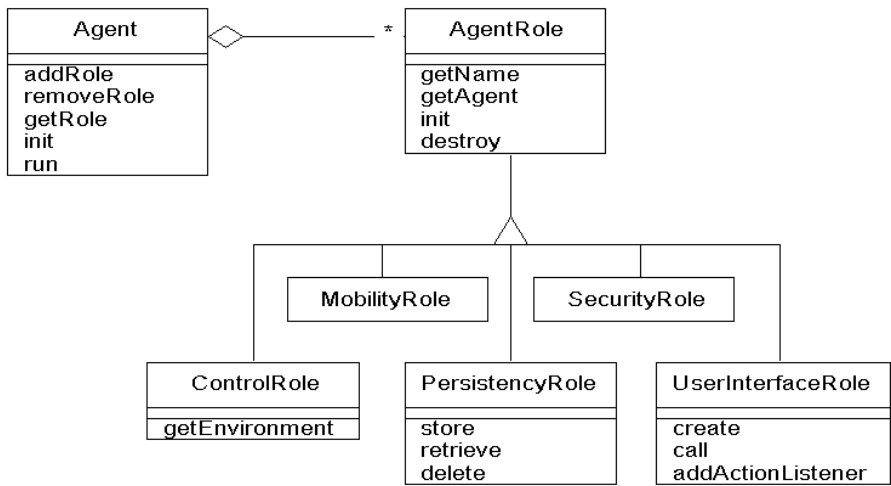 Agent
addRole
removeRole
getRole
init
run
*
AgentRole
getName
getAgent
init
destroy
MobilityRole
SecurityRole
ControlRole
getEnvironment
PersistencyRole
store
retrieve
delete
UserInterfaceRole
create
call
addActionListener